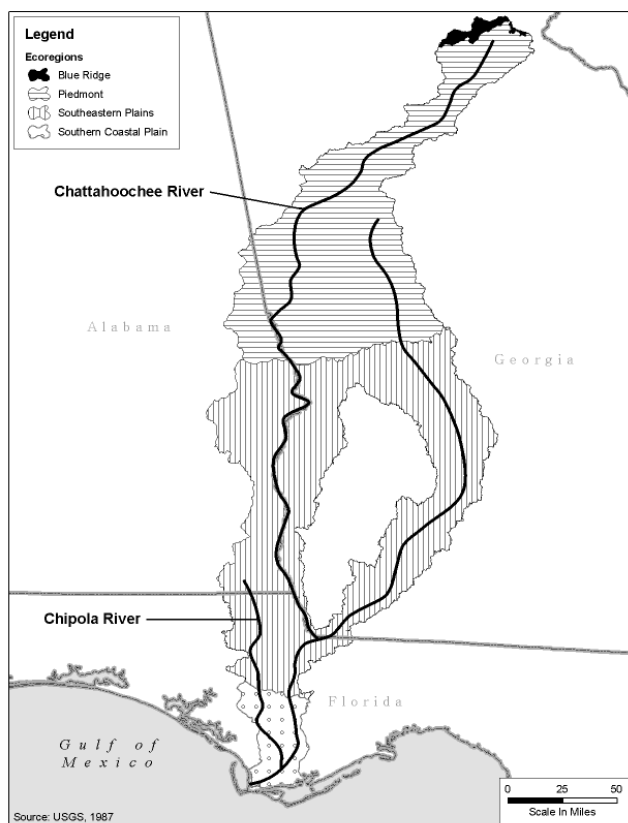 Legend
Ecoregions
Blue Ridge
Piedmont
Southeastern Plains
Southern Coastal Plain
Chattahoochee River
Alabama
Georgia
Chipola River
Florida
Gulf of
Mexico
0 25 50
Scale In Miles
Source: USGS, 1987